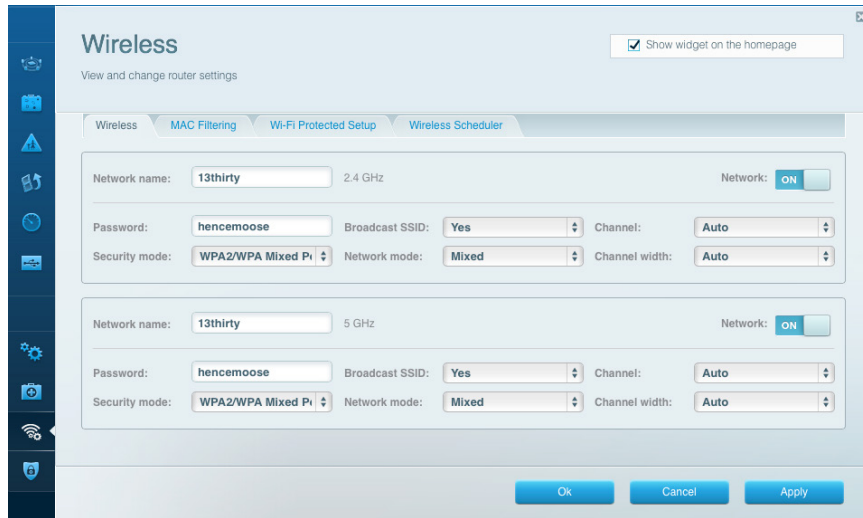 Wireless
Show widget on the homepage
View and change router settings
Wireless MAC Filtering Wi-Fi Protected Setup Wireless Scheduler
Network name: 13thirty 2.4 GHz Network: ON
Password: hencemoose Broadcast SSID: Yes Channel: Auto
Security mode: WPA2/WPA Mixed Network mode: Mixed Channel width: Auto
Network name: 13thirty 5 GHz Network: ON
Password: hencemoose Broadcast SSID: Yes Channel: Auto
Security mode: WPA2/WPA Mixed Network mode: Mixed Channel width: Auto
Ok Cancel Apply